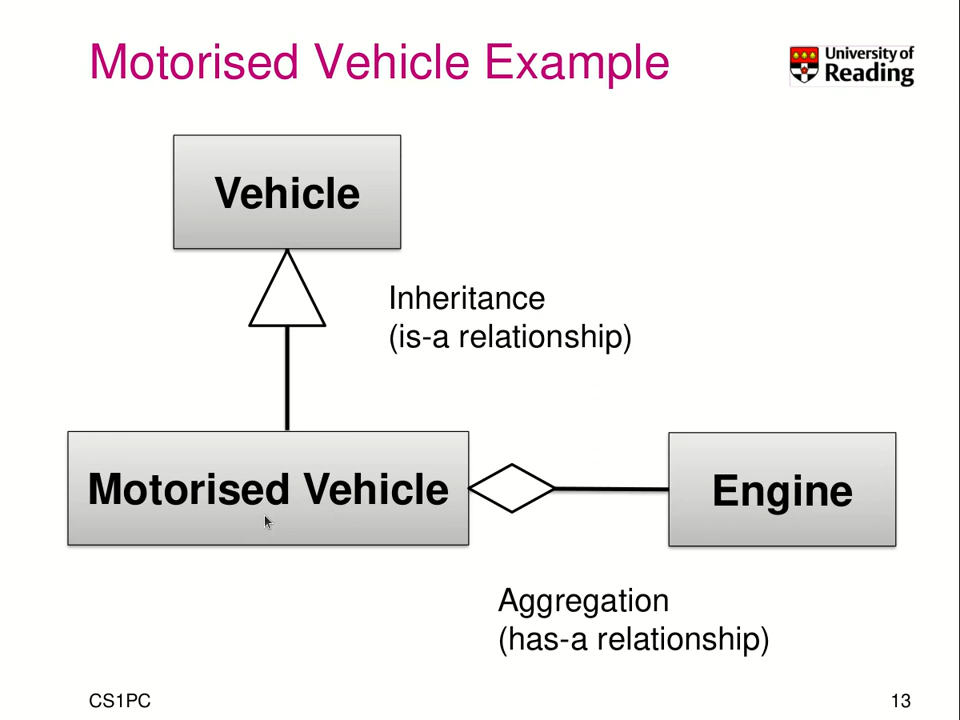 Motorised Vehicle Example
University of
Reading
Vehicle
Inheritance
(is-a relationship)
Motorised Vehicle
Engine
Aggregation
(has-a relationship)
CS1PC
13